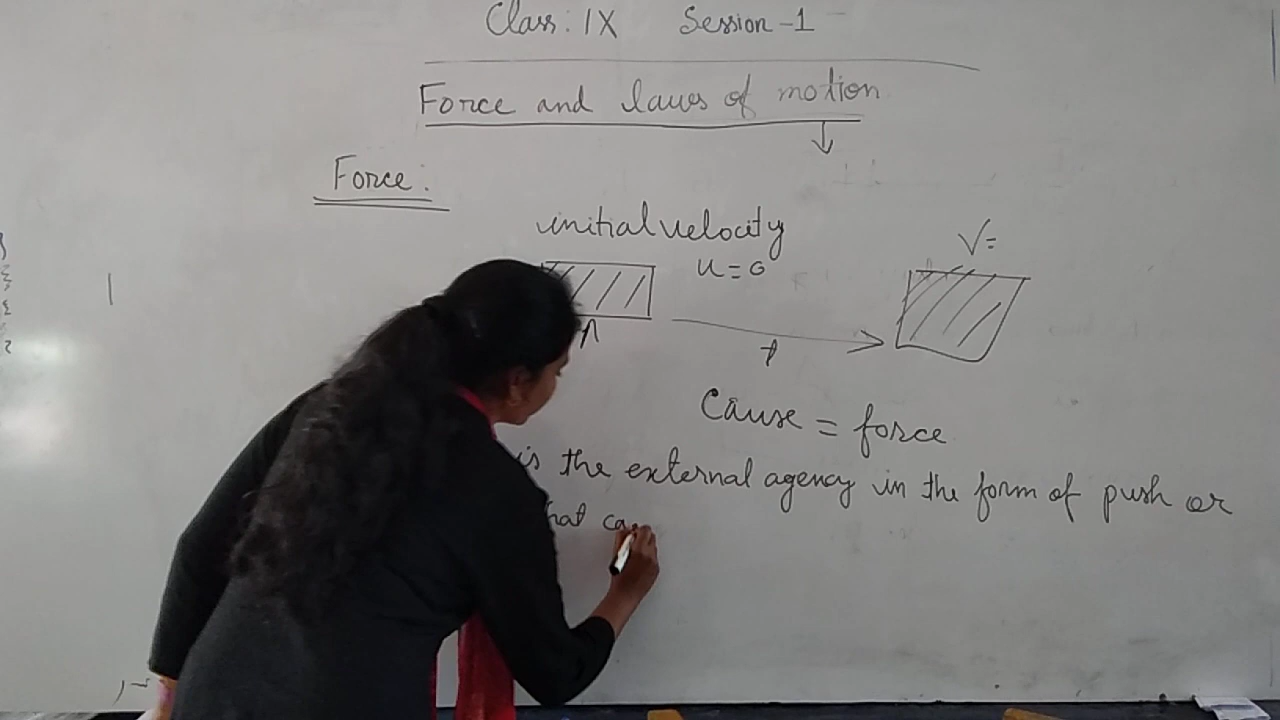 Class: IX Session -1
Force and laws of motion
Force:
initial velocity
u=0
V=
Cause = force
is the external agency in the form of push or